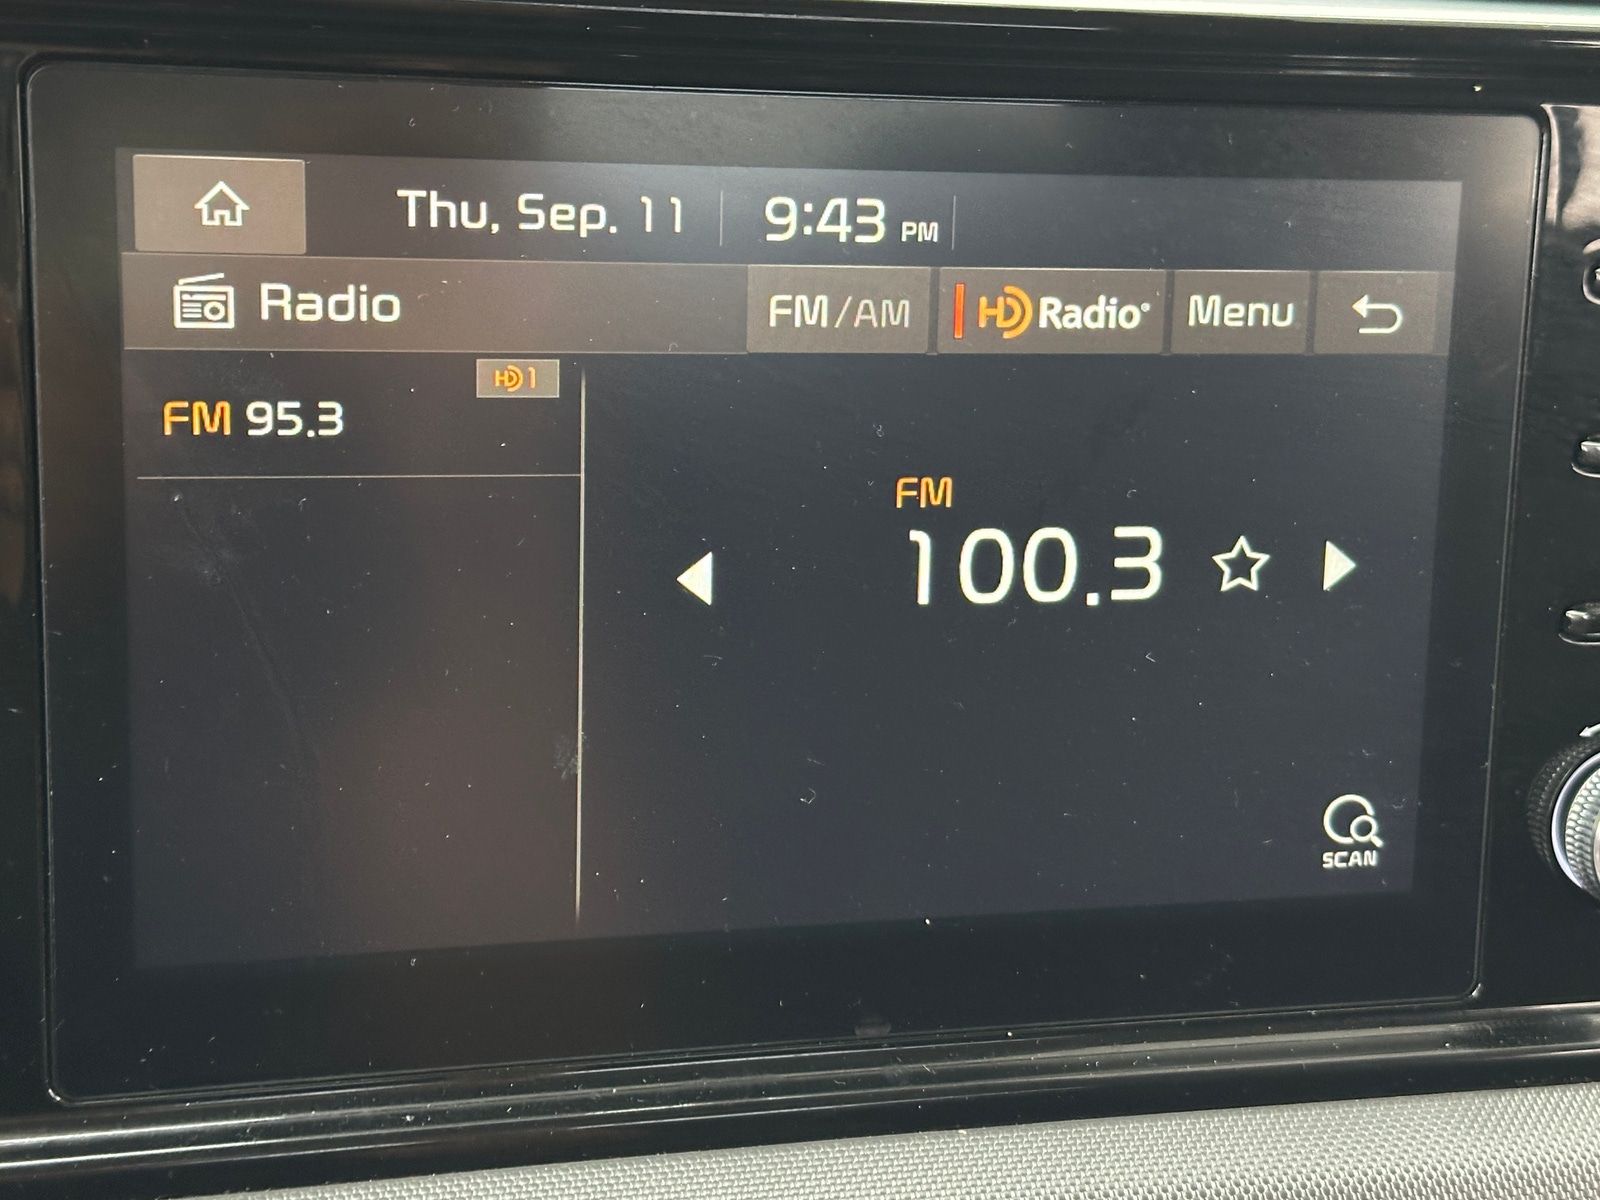 Thu, Sep. 11 9:43 PM
Radio FM/AM HD Radio® Menu
HD1
FM 95.3
FM
100.3
SCAN